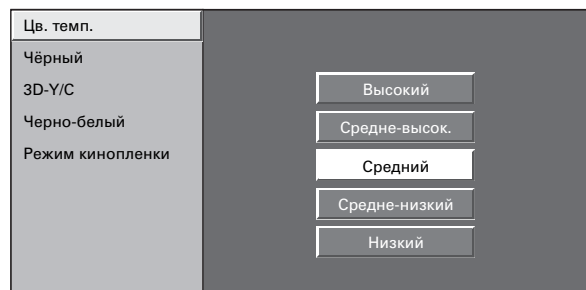 Цв. темп.
Чёрный
3D-Y/C
Черно-белый
Режим кинопленки
Высокий
Средне-высок.
Средний
Средне-низкий
Низкий